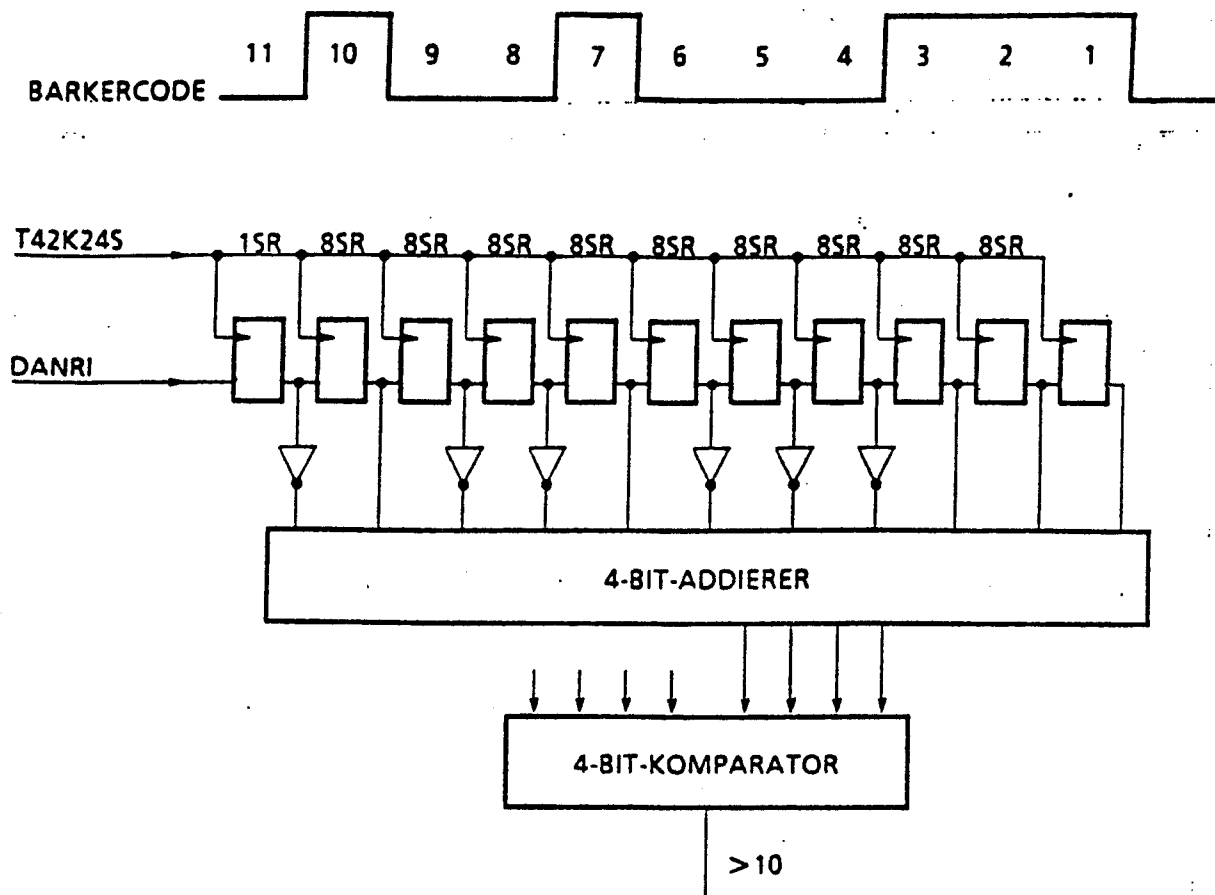 11 10 9 8 7 6 5 4 3 2 1
BARKERCODE
T42K24S 1SR 8SR 8SR 8SR 8SR 8SR 8SR 8SR 8SR 8SR
DANRI
4-BIT-ADDIERER
4-BIT-KOMPARATOR
>10